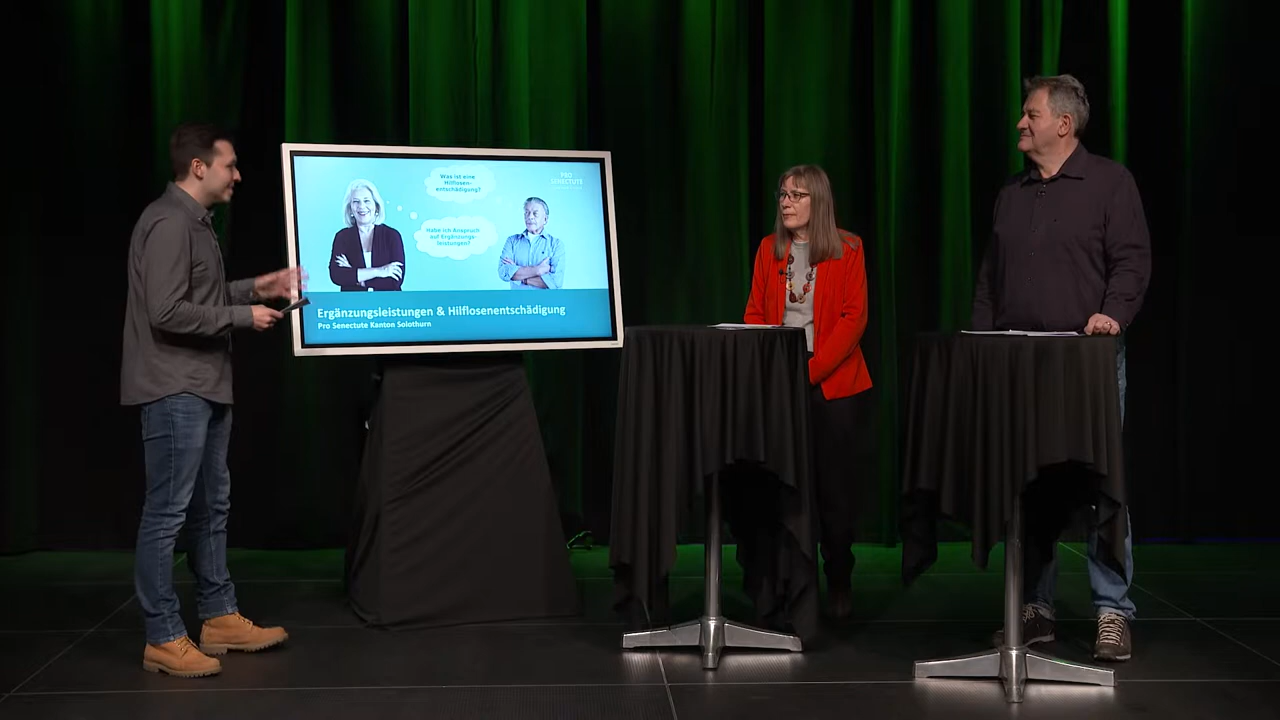 Was ist eine
Hilflosen-
entschädigung?
PRO
SENECTUTE
Habe ich Anspruch
auf Ergänzungs-
leistungen?
Ergänzungsleistungen & Hilflosenentschädigung
Pro Senectute Kanton Solothurn